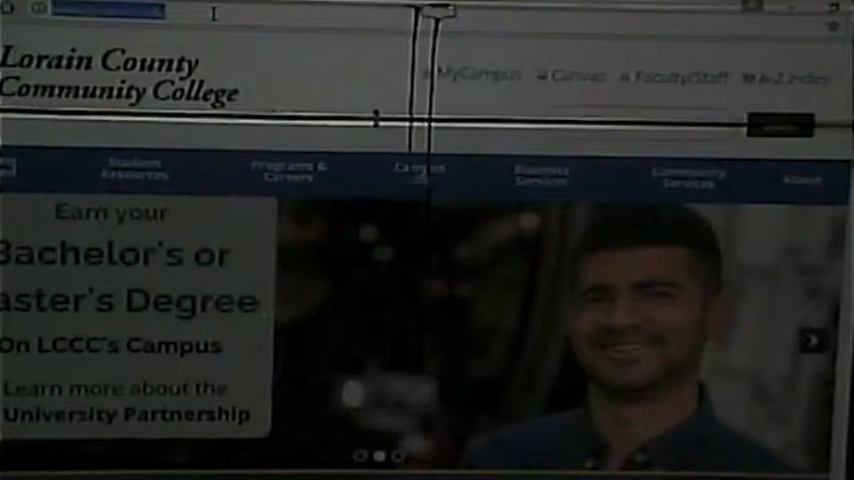 Lorain County
Community College
MyCampus Canvas Faculty/Staff A-Z Index
Student Resources
Programs & Careers
Campus
Business Services
Community Services
About
Earn your
Bachelor's or
aster's Degree
On LCCC's Campus
Learn more about the
University Partnership